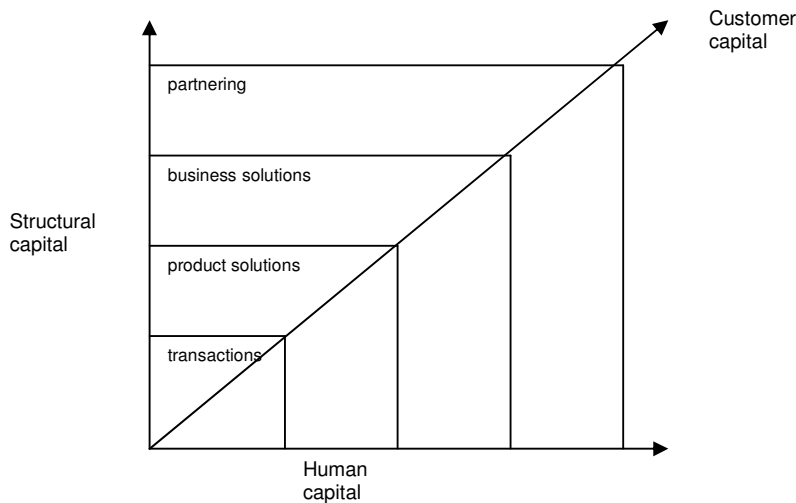 Customer
capital
partnering
business solutions
Structural
capital
product solutions
transactions
Human
capital